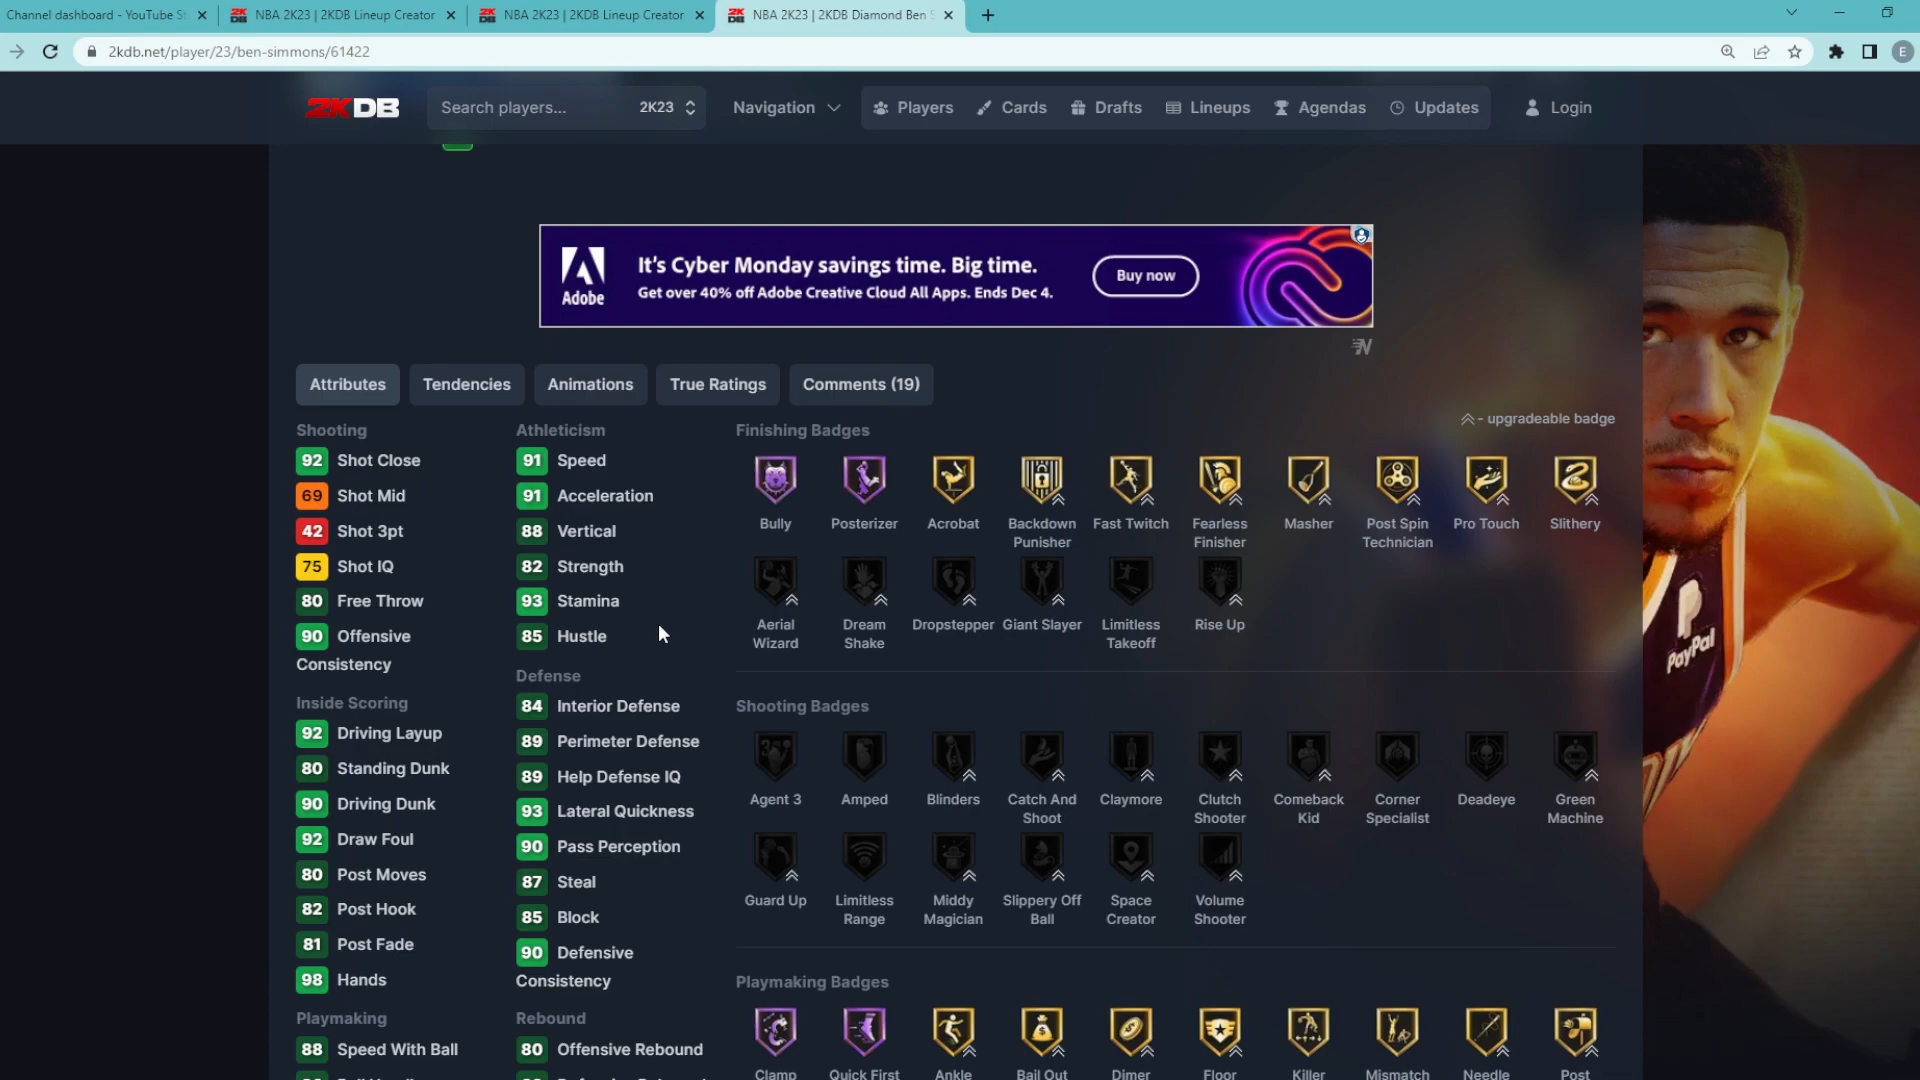 Channel dashboard - YouTube S
NBA 2K23 | 2KDB Lineup Creator
NBA 2K23 | 2KDB Lineup Creator
NBA 2K23 | 2KDB Diamond Ben S
2kdb.net/player/23/ben-simmons/61422
E
2KDB
Search players...
2K23
Navigation
Players
Cards
Drafts
Lineups
Agendas
Updates
Login
Adobe
It's Cyber Monday savings time. Big time.
Get over 40% off Adobe Creative Cloud All Apps. Ends Dec 4.
Buy now
Attributes
Tendencies
Animations
True Ratings
Comments (19)
- upgradeable badge
Shooting
92 Shot Close
69 Shot Mid
42 Shot 3pt
75 Shot IQ
80 Free Throw
90 Offensive
Consistency
Inside Scoring
92 Driving Layup
80 Standing Dunk
90 Driving Dunk
92 Draw Foul
80 Post Moves
82 Post Hook
81 Post Fade
98 Hands
Playmaking
88 Speed With Ball
Athleticism
91 Speed
91 Acceleration
88 Vertical
82 Strength
93 Stamina
85 Hustle
Defense
84 Interior Defense
89 Perimeter Defense
89 Help Defense IQ
93 Lateral Quickness
90 Pass Perception
87 Steal
85 Block
90 Defensive
Consistency
Rebound
80 Offensive Rebound
Finishing Badges
Bully
Posterizer
Acrobat
Backdown
Punisher
Fast Twitch
Fearless
Finisher
Masher
Post Spin
Technician
Pro Touch
Slithery
Aerial
Wizard
Dream
Shake
Dropstepper
Giant Slayer
Limitless
Takeoff
Rise Up
Shooting Badges
Agent 3
Amped
Blinders
Catch And
Shoot
Claymore
Clutch
Shooter
Comeback
Kid
Corner
Specialist
Deadeye
Green
Machine
Guard Up
Limitless
Range
Middy
Magician
Slippery Off
Ball
Space
Creator
Volume
Shooter
Playmaking Badges
Clamp
Quick First
Ankle
Bail Out
Dimer
Floor
Killer
Mismatch
Needle
Post
PayPal